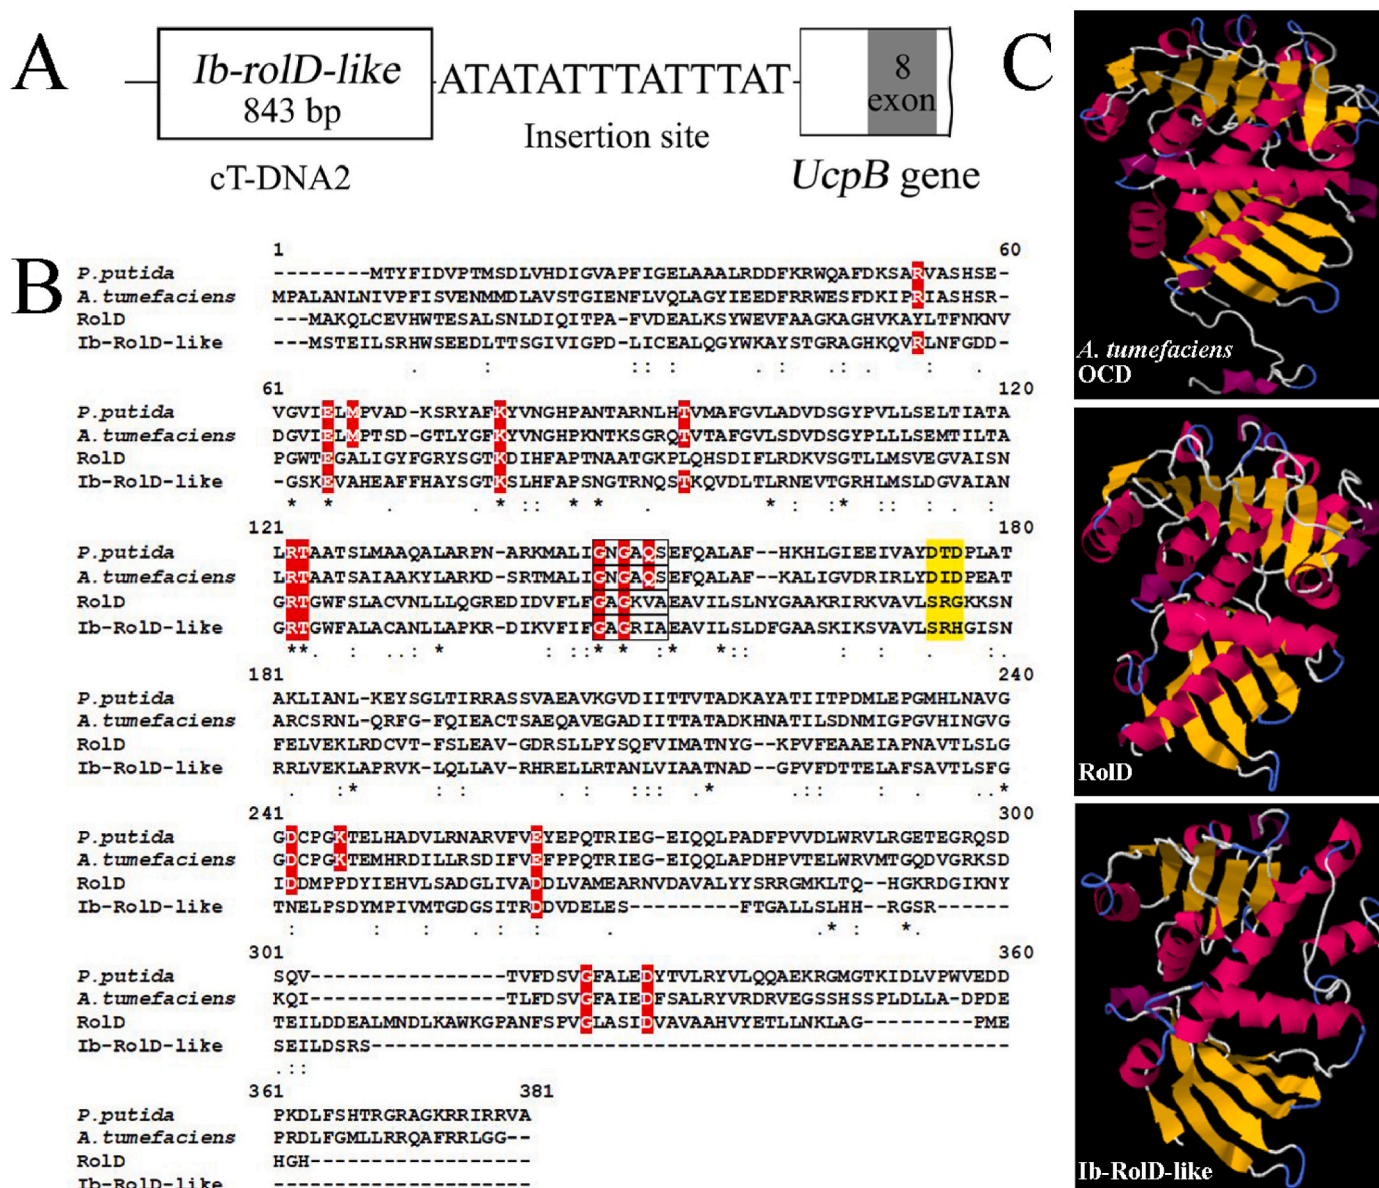 A
Ib-rolD-like
843 bp
ATATATTTATTTAT
8
exon
Insertion site
cT-DNA2
UcpB gene
C
B
1 60
P.putida --------MTYFIDVPTMSDLVHDIGVAPFIGELAAALRDDFKRWQAFDKSARVASHSE-
A.tumefaciens MPALANLNIVPFISVENMMDLAVSTGIENFLVQLAGYIEEDFRRWESFDKIPRIASHSR-
RolD ---MAKQLCEVHWTESALSNLDIQITPA-FVDEALKSYWEVFAAGKAGHVKAYLTFNKNV
Ib-RolD-like ---MSTEILSRHWSEEDLTTSGIVIGPD-LICEALQGYWKAYSTGRAGHKQVRLNFGDD-
. : :: : . : : . : :
61 120
P.putida VGVIELMPVAD-KSRYAFKYVNGHPANTARNLHTVMAFGVLADVDSGYPVLLSELTIATA
A.tumefaciens DGVIELMPTSD-GTLYGFKYVNGHPKNTKSGRQTVTAFGVLSDVDSGYPLLLSEMTILTA
RolD PGWTEGALIGYFGRYSGTKDIHFAPTNAATGKPLQHSDIFLRDKVSGTLLMSVEGVAISN
Ib-RolD-like -GSKEVAHEAFFHAYSGTKSLHFAPSNGTRNQSTKQVDLTLRNEVTGRHLMSLDGVAIAN
* * . . * :: * * . * : * :: : : :
121 180
P.putida LRTAATSLMAAQALARPN-ARKMALIGNGAQSEFQALAF--HKHLGIEEIVAYDTDPLAT
A.tumefaciens LRTAATSAIAAKYLARKD-SRTMALIGNGAQSEFQALAF--KALIGVDRIRLYDIDPEAT
RolD GRTGWFSLACVNLLLQGREDIDVFLFGAGKVAEAVILSLNYGAAKRIRKVAVLSRGKKSN
Ib-RolD-like GRTGWFALACANLLAPKR-DIKVFIFGAGRIAEAVILSLDFGAASKIKSVAVLSRHGISN
**. : ..: * : ::* * * *:: : : . :.
181 240
P.putida AKLIANL-KEYSGLTIRRASSVAEAVKGVDIITTVTADKAYATIITPDMLEPGMHLNAVG
A.tumefaciens ARCSRNL-QRFG-FQIEACTSAEQAVEGADIITTATADKHNATILSDNMIGPGVHINGVG
RolD FELVEKLRDCVT-FSLEAV-GDRSLLPYSQFVIMATNYG--KPVFEAAEIAPNAVTLSLG
Ib-RolD-like RRLVEKLAPRVK-LQLLAV-RHRELLRTANLVIAATNAD--GPVFDTTELAFSAVTLSFG
. :* : : . : ::: .* .:: : . ..*
241 300
P.putida GDCPGKTELHADVLRNARVFVEYEPQTRIEG-EIQQLPADFPVVDLWRVLRGETEGRQSD
A.tumefaciens GDCPGKTEMHRDILLRSDIFVEFPPQTRIEG-EIQQLAPDHPVTELWRVMTGQDVGRKSD
RolD IDDMPPDYIEHVLSADGLIVADDLVAMEARNVDAVALYYSRRGMKLTQ--HGKRDGIKNY
Ib-RolD-like TNELPSDYMPIVMTGDGSITRDDVDELES---------FTGALLSLHH--RGSR------
: : : . : : . .* : *.
301 360
P.putida SQV----------------TVFDSVGFALEDYTVLRYVLQQAEKRGMGTKIDLVPWVEDD
A.tumefaciens KQI----------------TLFDSVGFAIEDFSALRYVRDRVEGSSHSSPLDLLA-DPDE
RolD TEILDDEALMNDLKAWKGPANFSPVGLASIDVAVAAHVYETLLNKLAG---------PME
Ib-RolD-like SEILDSRS----------------------------------------------------
.::
361 381
P.putida PKDLFSHTRGRAGKRRIRRVA
A.tumefaciens PRDLFGMLLRRQAFRRLGG--
RolD HGH------------------
Ib-RolD-like ---------------------
A. tumefaciens
OCD
RolD
Ib-RolD-like